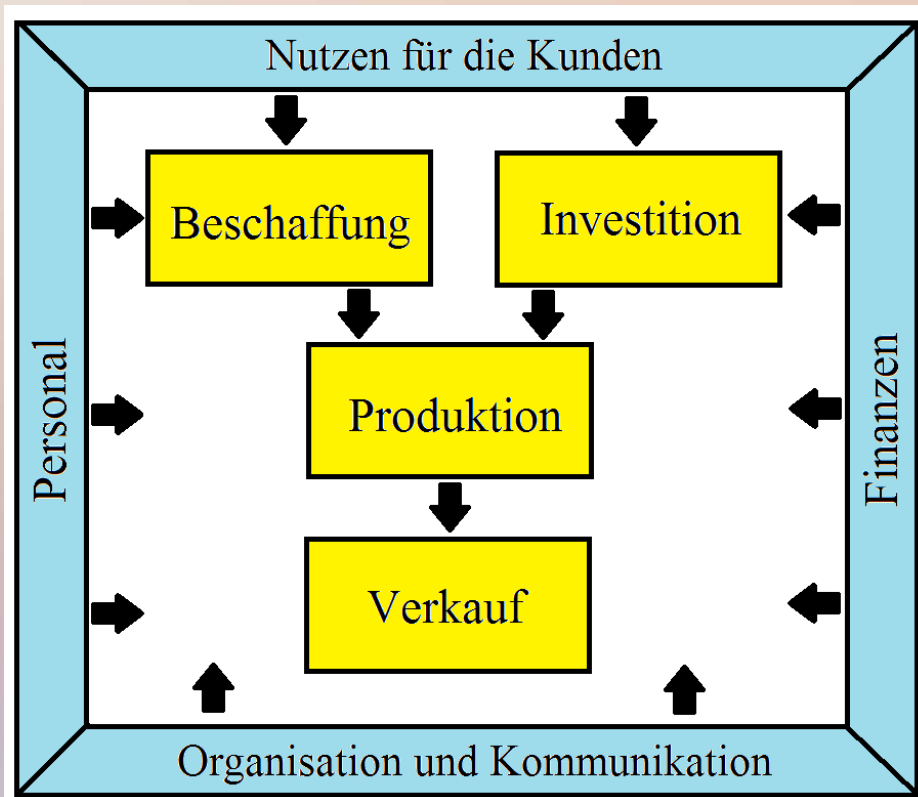 Nutzen für die Kunden
Beschaffung
Investition
Personal
Produktion
Finanzen
Verkauf
Organisation und Kommunikation